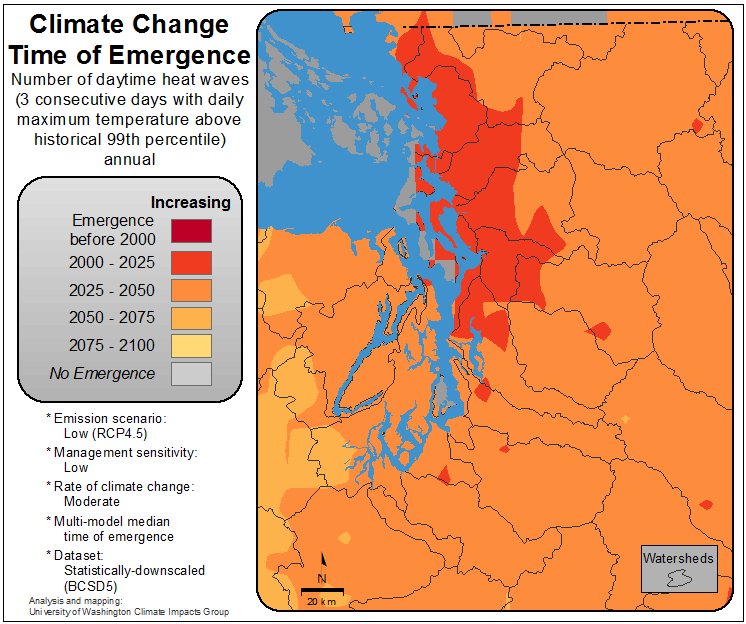 Climate Change
Time of Emergence
Number of daytime heat waves
(3 consecutive days with daily
maximum temperature above
historical 99th percentile)
annual
Increasing
Emergence
before 2000
2000 - 2025
2025 - 2050
2050 - 2075
2075 - 2100
No Emergence
* Emission scenario:
Low (RCP4.5)
* Management sensitivity:
Low
* Rate of climate change:
Moderate
* Multi-model median
time of emergence
* Dataset:
Statistically-downscaled
(BCSD5)
Analysis and mapping:
University of Washington Climate Impacts Group
N
20 km
Watersheds